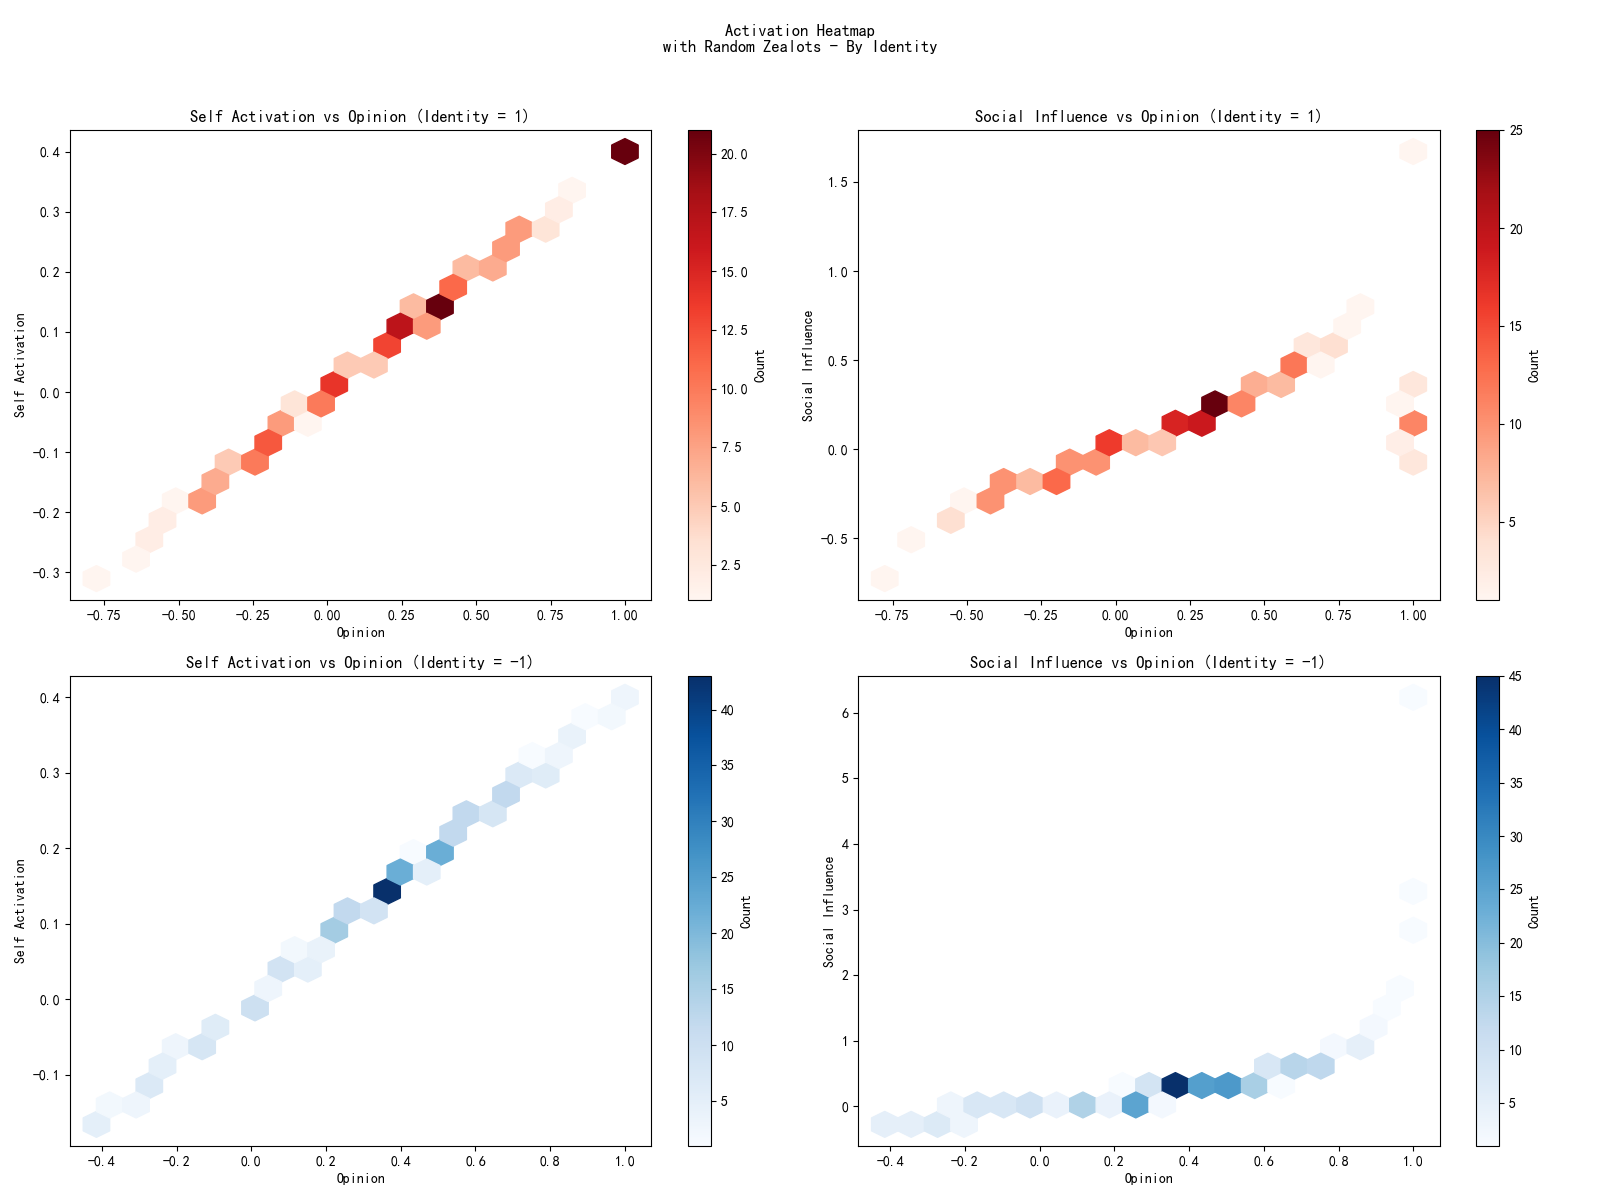 Activation Heatmap
with Random Zealots - By Identity
Self Activation vs Opinion (Identity = 1)
0.4
0.3
0.2
0.1
0.0
-0.1
-0.2
-0.3
Self Activation
-0.75 -0.50 -0.25 0.00 0.25 0.50 0.75 1.00
Opinion
20.0
17.5
15.0
12.5
10.0
7.5
5.0
2.5
Count
Social Influence vs Opinion (Identity = 1)
1.5
1.0
0.5
0.0
-0.5
Social Influence
-0.75 -0.50 -0.25 0.00 0.25 0.50 0.75 1.00
Opinion
25
20
15
10
5
Count
Self Activation vs Opinion (Identity = -1)
0.4
0.3
0.2
0.1
0.0
-0.1
Self Activation
-0.4 -0.2 0.0 0.2 0.4 0.6 0.8 1.0
Opinion
40
35
30
25
20
15
10
5
Count
Social Influence vs Opinion (Identity = -1)
6
5
4
3
2
1
0
Social Influence
-0.4 -0.2 0.0 0.2 0.4 0.6 0.8 1.0
Opinion
45
40
35
30
25
20
15
10
5
Count